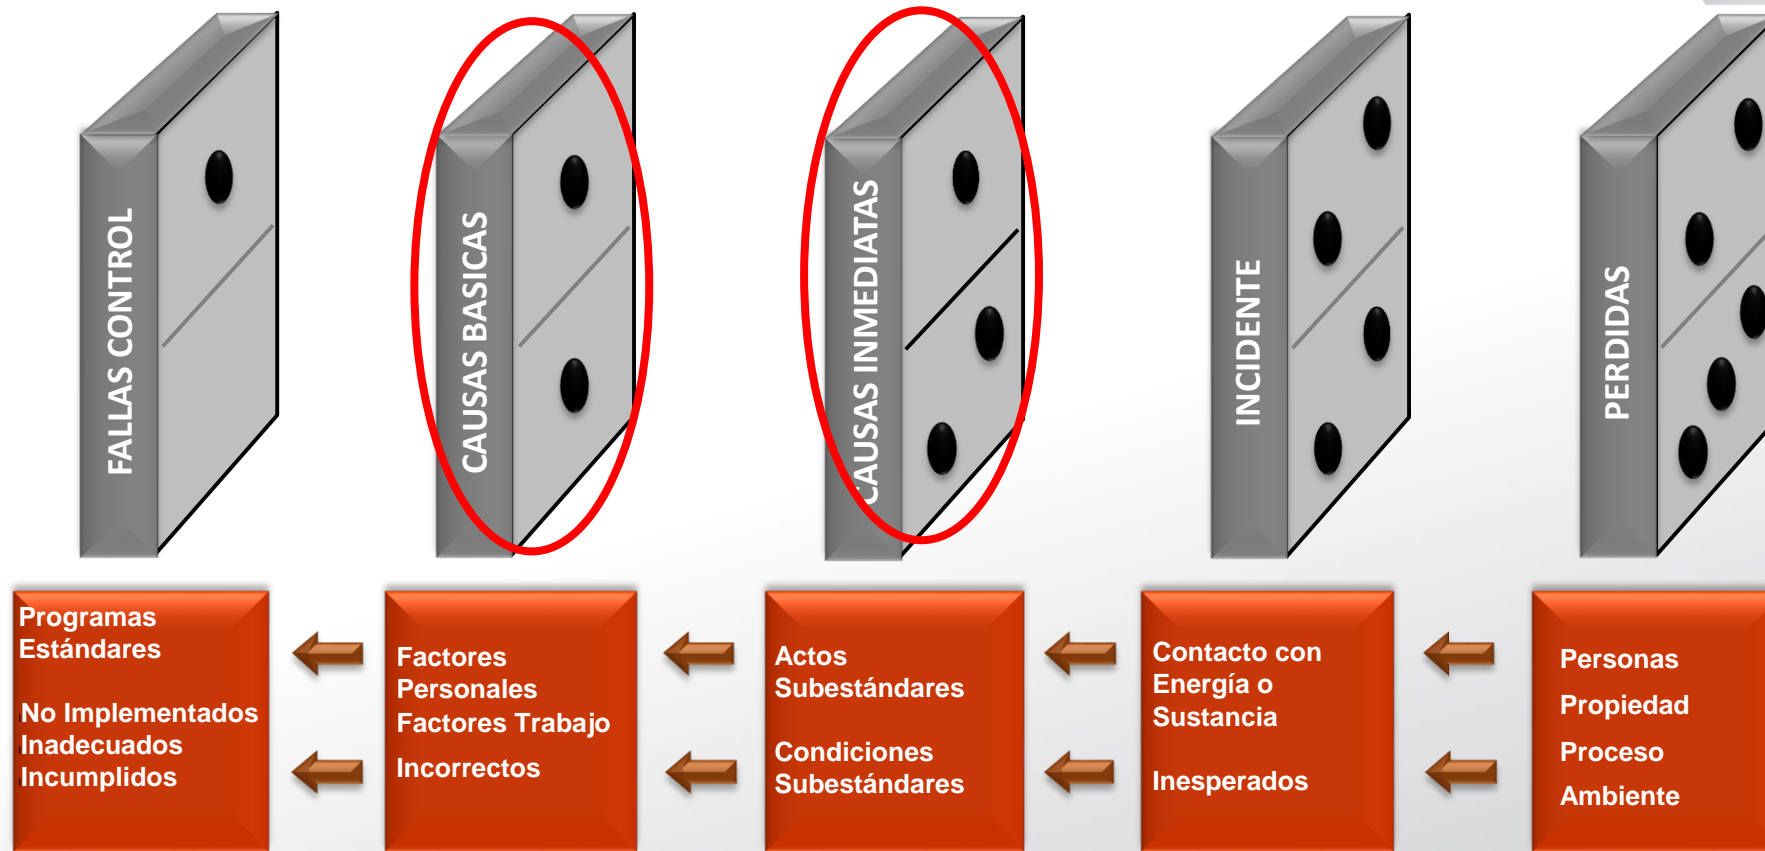 FALLAS CONTROL
CAUSAS BASICAS
CAUSAS INMEDIATAS
INCIDENTE
PERDIDAS
Programas
Estándares
No Implementados
Inadecuados
Incumplidos
Factores
Personales
Factores Trabajo
Incorrectos
Actos
Subestándares
Condiciones
Subestándares
Contacto con
Energía o
Sustancia
Inesperados
Personas
Propiedad
Proceso
Ambiente